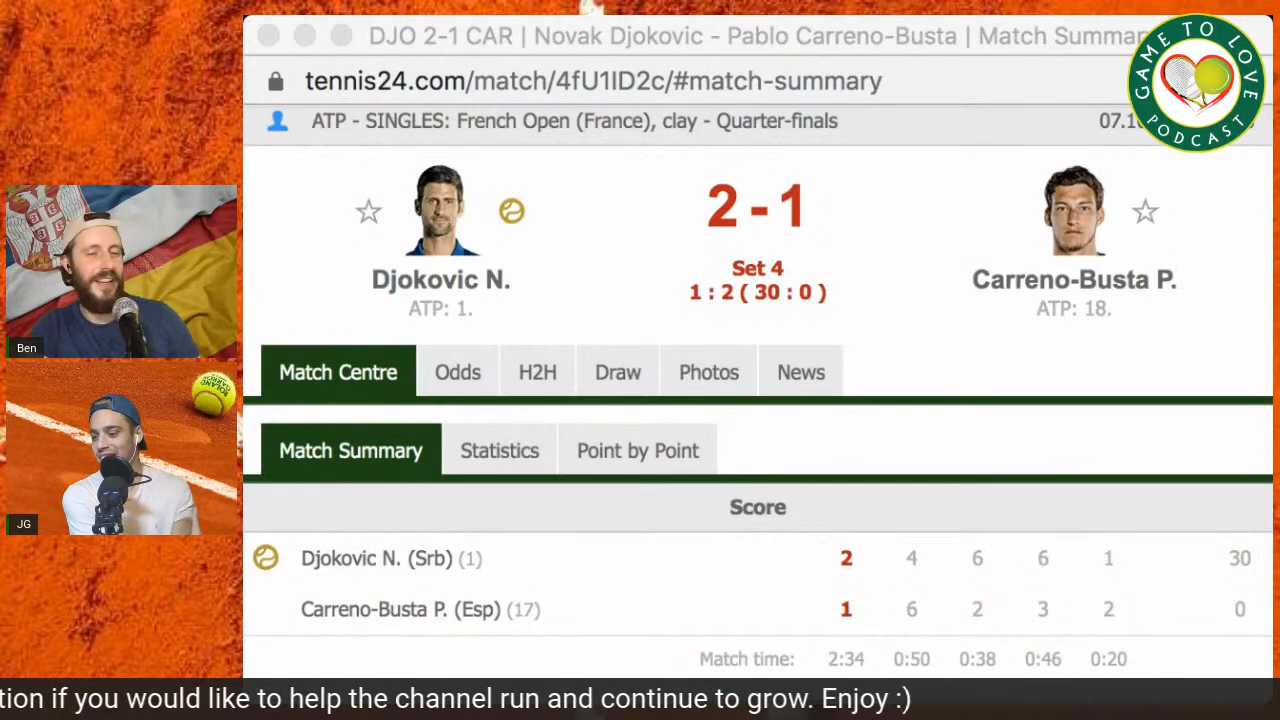 DJO 2-1 CAR | Novak Djokovic - Pablo Carreno-Busta | Match
GAME TO LOVE
PODCAST
tennis24.com/match/4fU1lD2c/#match-summary
ATP - SINGLES: French Open (France), clay - Quarter-finals
2 - 1
Set 4
1 : 2 ( 30 : 0 )
Djokovic N.
Carreno-Busta P.
ATP: 1.
ATP: 18.
Ben
Match Centre Odds H2H Draw Photos News
ROLAND GARROS
Match Summary Statistics Point by Point
Score
JG
Djokovic N. (Srb) (1) 2 4 6 6 1 30
Carreno-Busta P. (Esp) (17) 1 6 2 3 2 0
Match time: 2:34 0:50 0:38 0:46 0:20
if you would like to help the channel run and continue to grow. Enjoy :)